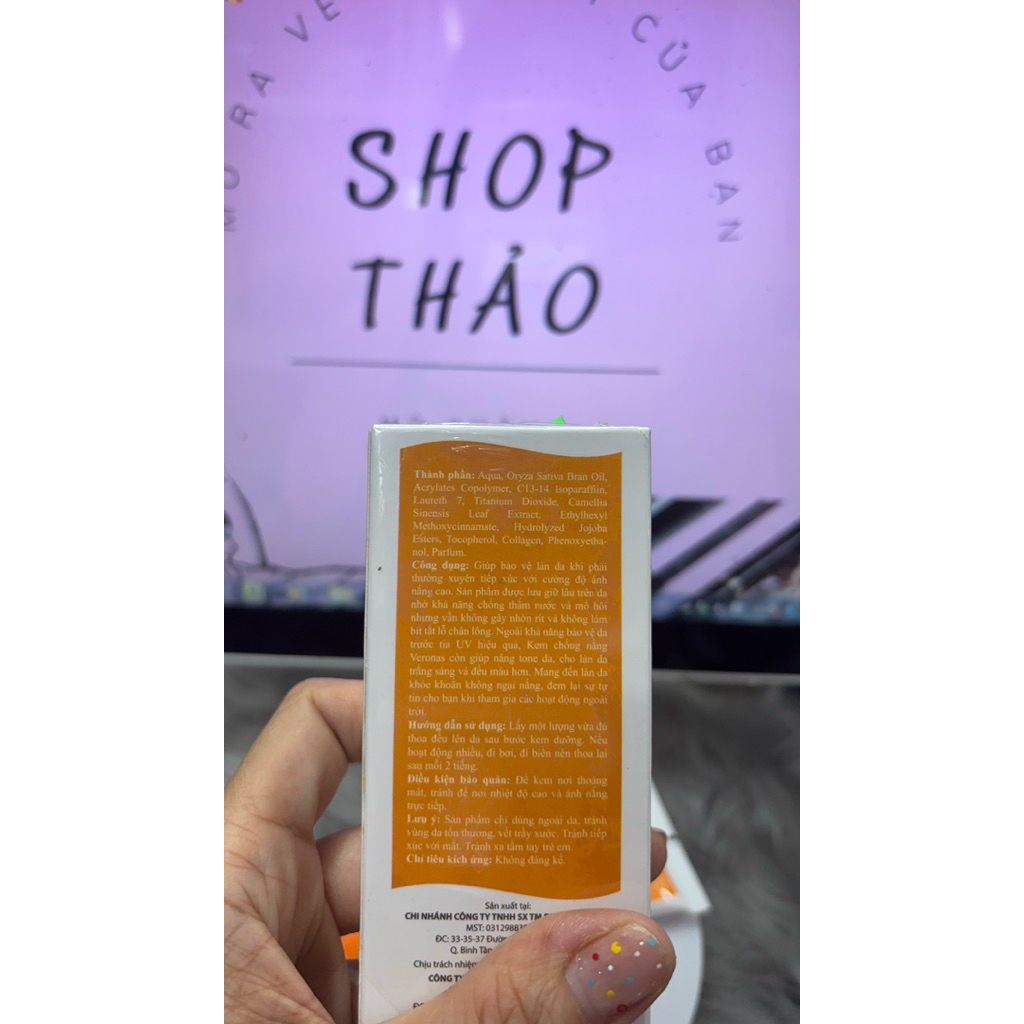 MỞ RA VẺ CỦA BẠN
SHOP
THẢO
Thành phần: Aqua, Oryza Sativa Bran Oil,
Acrylates Copolymer, C13-14 Isoparaffiin,
Laureth 7, Titanium Dioxide, Camellia
Sinensis Leaf Extract, Ethylhexyl
Methoxycinnamate, Hydrolyzed Jojoba
Esters, Tocopherol, Collagen, Phenoxyetha-
nol, Parfum.
Công dụng: Giúp bảo vệ làn da khi phải
thường xuyên tiếp xúc với cường độ ánh
nắng cao. Sản phẩm được lưu giữ lâu trên da
nhờ khả năng chống thấm nước và mồ hôi
nhưng vẫn không gây nhờn rít và không làm
bít tắt lỗ chân lông. Ngoài khả năng bảo vệ da
trước tia UV hiệu quả, Kem chống nắng
Veronas còn giúp nâng tone da, cho làn da
trắng sáng và đều màu hơn. Mang đến làn da
khỏe khoắn không ngại nắng, đem lại sự tự
tin cho bạn khi tham gia các hoạt động ngoài
trời.
Hướng dẫn sử dụng: Lấy một lượng vừa đủ
thoa đều lên da sau bước kem dưỡng. Nếu
hoạt động nhiều, đi bơi, đi biển nên thoa lại
sau mỗi 2 tiếng.
Điều kiện bảo quản: Để kem nơi thoáng
mát, tránh để nơi nhiệt độ cao và ánh nắng
trực tiếp.
Lưu ý: Sản phẩm chỉ dùng ngoài da, tránh
vùng da tổn thương, vết trầy xước. Tránh tiếp
xúc với mắt. Tránh xa tầm tay trẻ em.
Chỉ tiêu kích ứng: Không đáng kể.
Sản xuất tại:
CHI NHÁNH CÔNG TY TNHH SX TM
MST: 0312988
ĐC: 33-35-37 Đườ
Q. Bình Tân
Chịu trách nhiệm
CÔNG TY